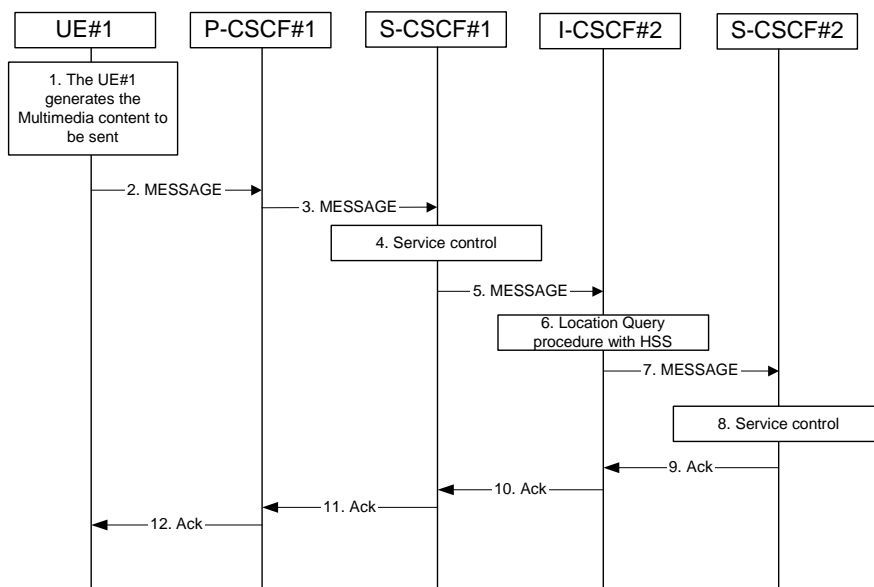 UE#1
P-CSCF#1
S-CSCF#1
I-CSCF#2
S-CSCF#2
1. The UE#1
generates the
Multimedia content to
be sent
2. MESSAGE
3. MESSAGE
4. Service control
5. MESSAGE
6. Location Query
procedure with HSS
7. MESSAGE
8. Service control
9. Ack
10. Ack
11. Ack
12. Ack